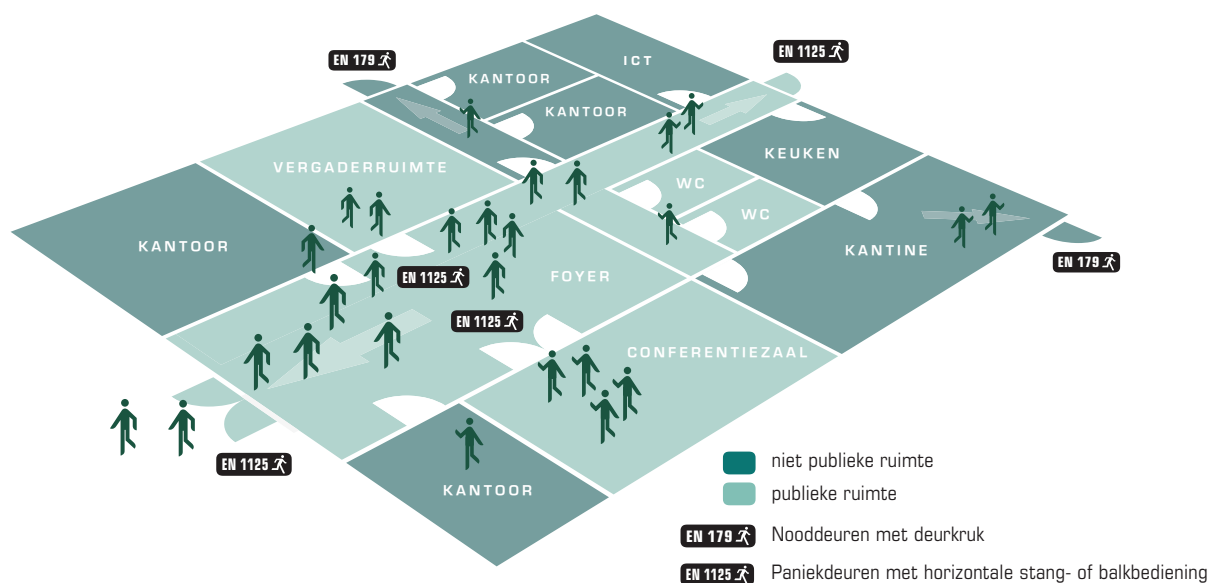 EN 1125
EN 179
ICT
KANTOOR
KANTOOR
KEUKEN
VERGADERRUIMTE
WC
WC
KANTOOR
KANTINE
EN 179
EN 1125
FOYER
EN 1125
CONFERENTIEZAAL
EN 1125
KANTOOR
niet publieke ruimte
publieke ruimte
EN 179 Nooddeuren met deurkruk
EN 1125 Paniekdeuren met horizontale stang- of balkbediening